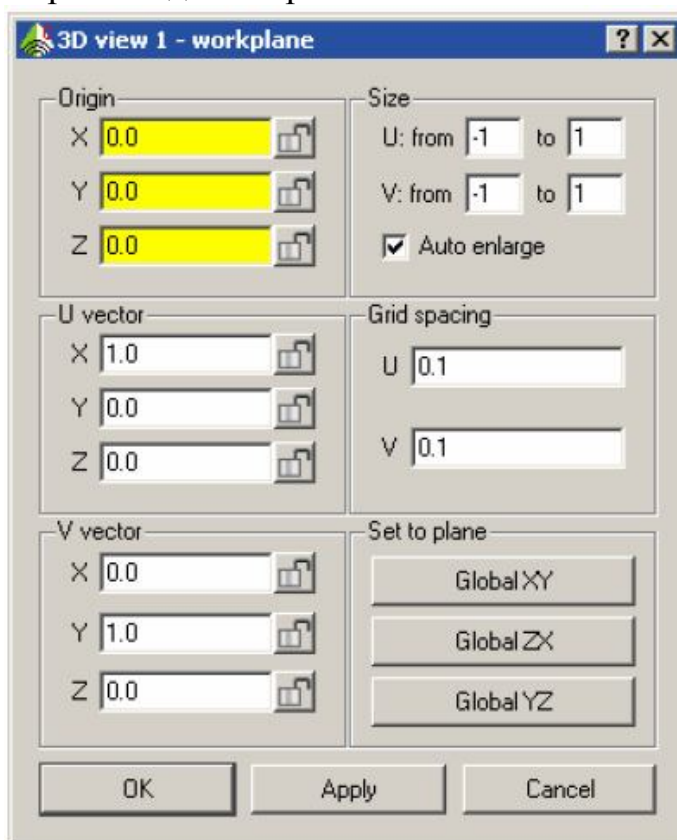 3D view 1 - workplane
Origin
X 0.0
Y 0.0
Z 0.0
Size
U: from -1 to 1
V: from -1 to 1
Auto enlarge
U vector
X 1.0
Y 0.0
Z 0.0
Grid spacing
U 0.1
V 0.1
V vector
X 0.0
Y 1.0
Z 0.0
Set to plane
Global XY
Global ZX
Global YZ
OK Apply Cancel